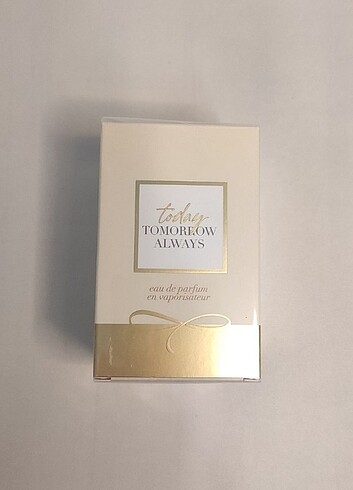 today
TOMORROW
ALWAYS
eau de parfum
en vaporisateur